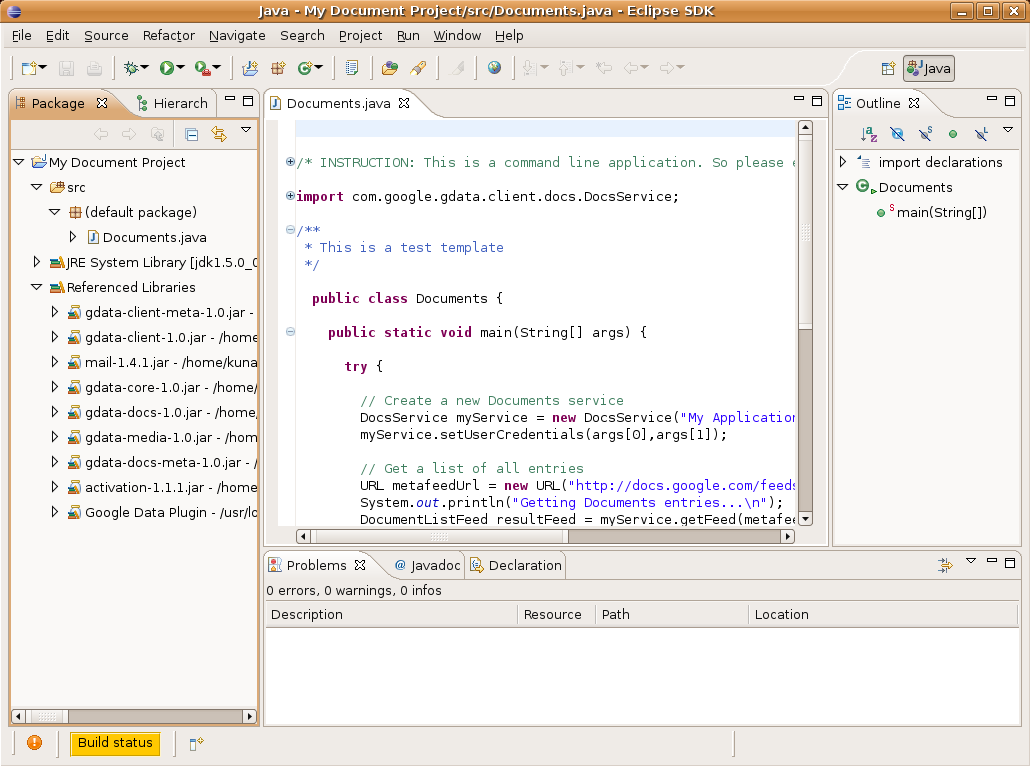 Java - My Document Project/src/Documents.java - Eclipse SDK
File Edit Source Refactor Navigate Search Project Run Window Help
Java
Package
Hierarch
My Document Project
src
(default package)
Documents.java
JRE System Library [jdk1.5.0_0
Referenced Libraries
gdata-client-meta-1.0.jar -
gdata-client-1.0.jar - /home
mail-1.4.1.jar - /home/kuna
gdata-core-1.0.jar - /home/
gdata-docs-1.0.jar - /home,
gdata-media-1.0.jar - /hom
gdata-docs-meta-1.0.jar - /
activation-1.1.1.jar - /home
Google Data Plugin - /usr/lo
Documents.java
/* INSTRUCTION: This is a command line application. So please e
import com.google.gdata.client.docs.DocsService;
/**
* This is a test template
*/
public class Documents {
public static void main(String[] args) {
try {
// Create a new Documents service
DocsService myService = new DocsService("My Application
myService.setUserCredentials(args[0],args[1]);
// Get a list of all entries
URL metafeedUrl = new URL("http://docs.google.com/feeds
System.out.println("Getting Documents entries...\n");
DocumentListFeed resultFeed = myService.getFeed(metafee
Outline
import declarations
Documents
main(String[])
Problems
@ Javadoc
Declaration
0 errors, 0 warnings, 0 infos
Description Resource Path Location
Build status